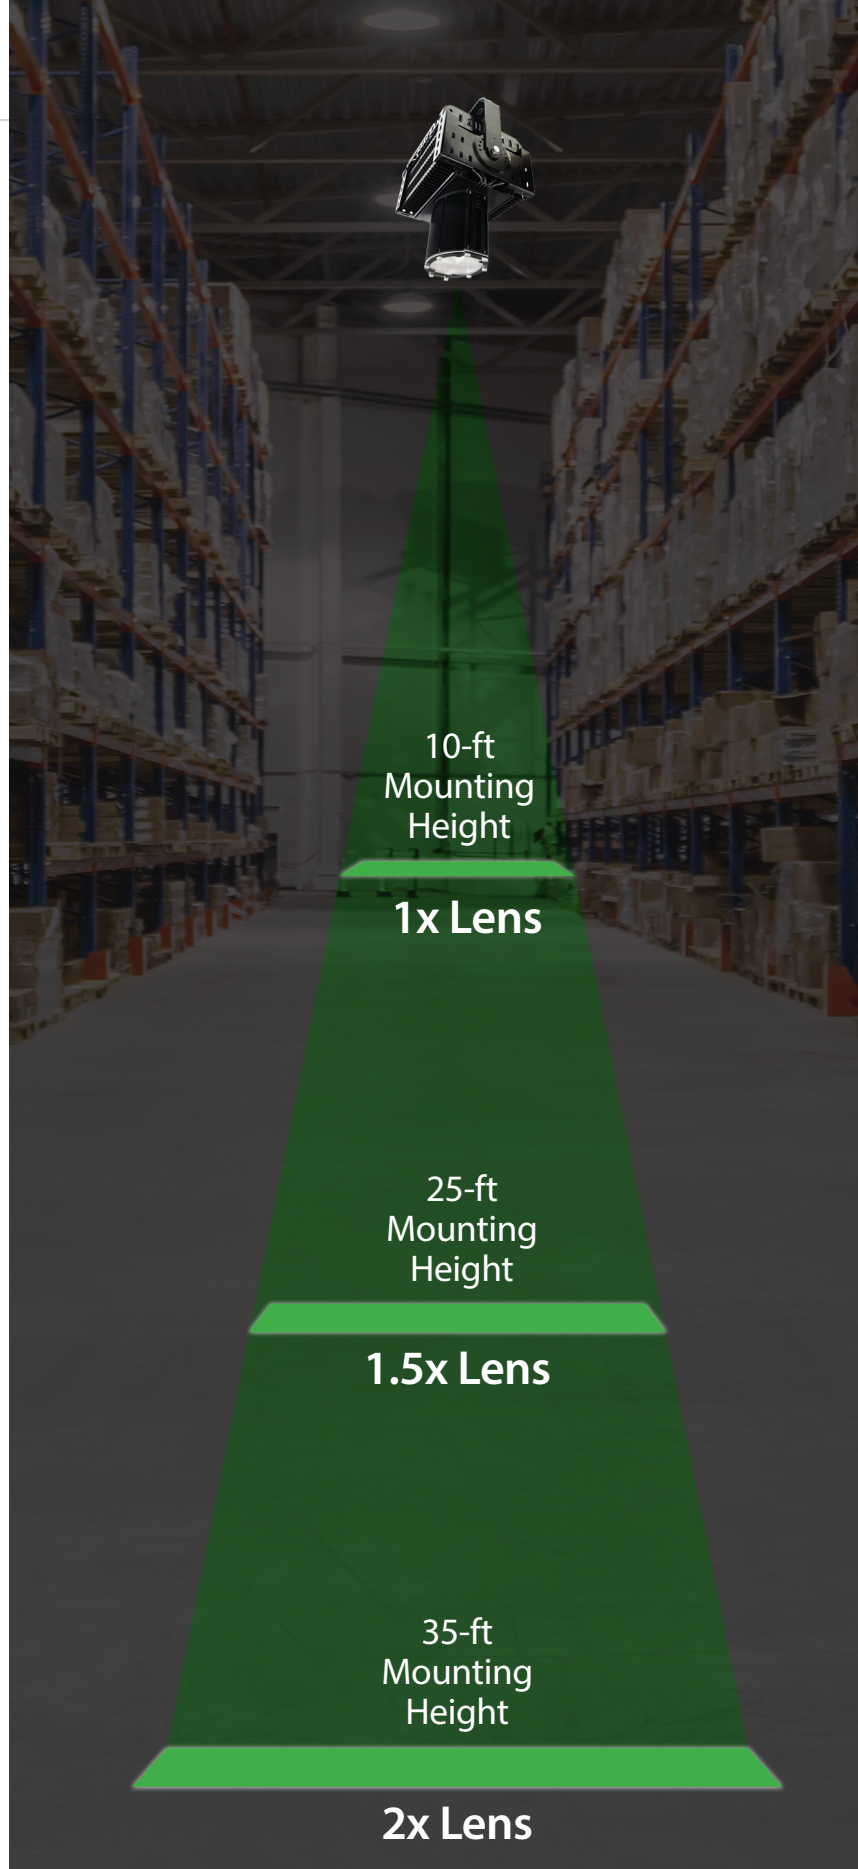 10-ft
Mounting
Height
1x Lens
25-ft
Mounting
Height
1.5x Lens
35-ft
Mounting
Height
2x Lens